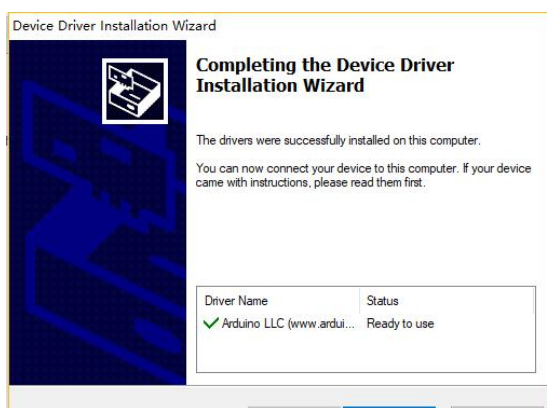 Device Driver Installation Wizard
Completing the Device Driver
Installation Wizard
The drivers were successfully installed on this computer.
You can now connect your device to this computer. If your device
came with instructions, please read them first.
Driver Name Status
Arduino LLC (www.ardui... Ready to use